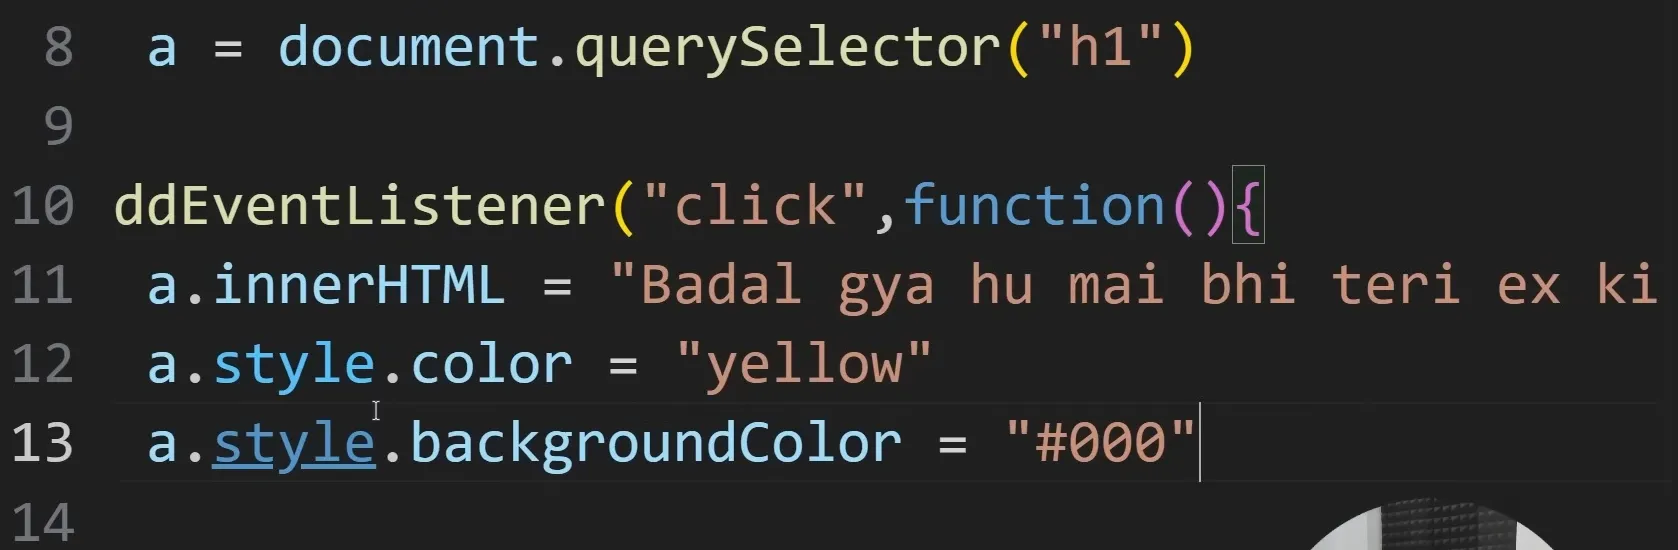 8 a = document.querySelector("h1")
9
10 ddEventListener("click",function(){
11 a.innerHTML = "Badal gya hu mai bhi teri ex ki
12 a.style.color = "yellow"
13 a.style.backgroundColor = "#000"
14